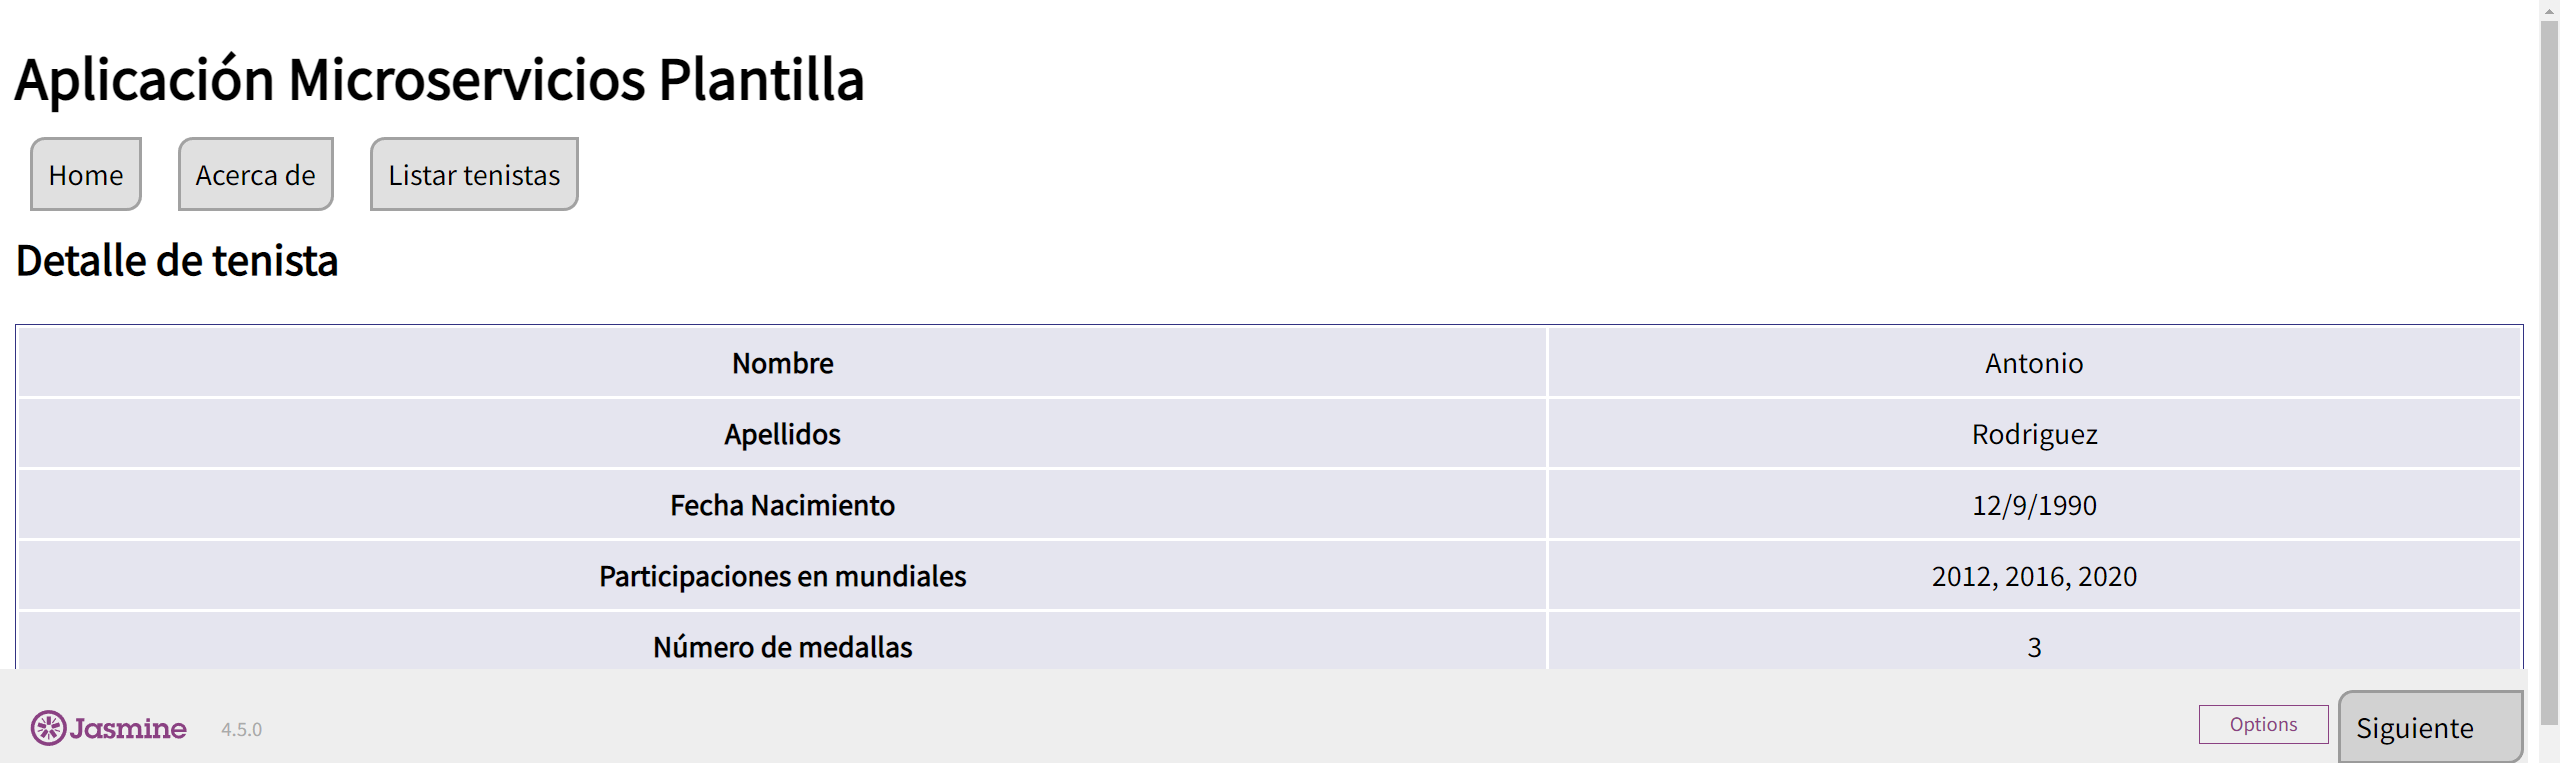 Aplicación Microservicios Plantilla
Home Acerca de Listar tenistas
Detalle de tenista
Nombre Antonio
Apellidos Rodriguez
Fecha Nacimiento 12/9/1990
Participaciones en mundiales 2012, 2016, 2020
Número de medallas 3
Jasmine 4.5.0 Options Siguiente